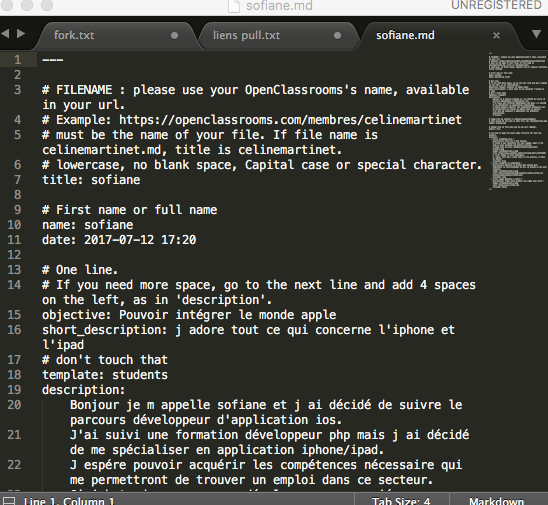 sofiane.md
UNREGISTERED
fork.txt
liens pull.txt
sofiane.md
1 ---
2
3 # FILENAME : please use your OpenClassrooms's name, available
in your url.
4 # Example: https://openclassrooms.com/membres/celinemartinet
5 # must be the name of your file. If file name is
celinemartinet.md, title is celinemartinet.
6 # lowercase, no blank space, Capital case or special character.
7 title: sofiane
8
9 # First name or full name
10 name: sofiane
11 date: 2017-07-12 17:20
12
13 # One line.
14 # If you need more space, go to the next line and add 4 spaces
on the left, as in 'description'.
15 objective: Pouvoir intégrer le monde apple
16 short_description: j adore tout ce qui concerne l'iphone et
l'ipad
17 # don't touch that
18 template: students
19 description:
20 Bonjour je m appelle sofiane et j ai décidé de suivre le
parcours développeur d'application ios.
21 J'ai suivi une formation développeur php mais j ai décidé
de me spécialiser en application iphone/ipad.
22 J espére pouvoir acquérir les compétences nécessaire qui
me permettront de trouver un emploi dans ce secteur.
Line 1, Column 1
Tab Size: 4
Markdown